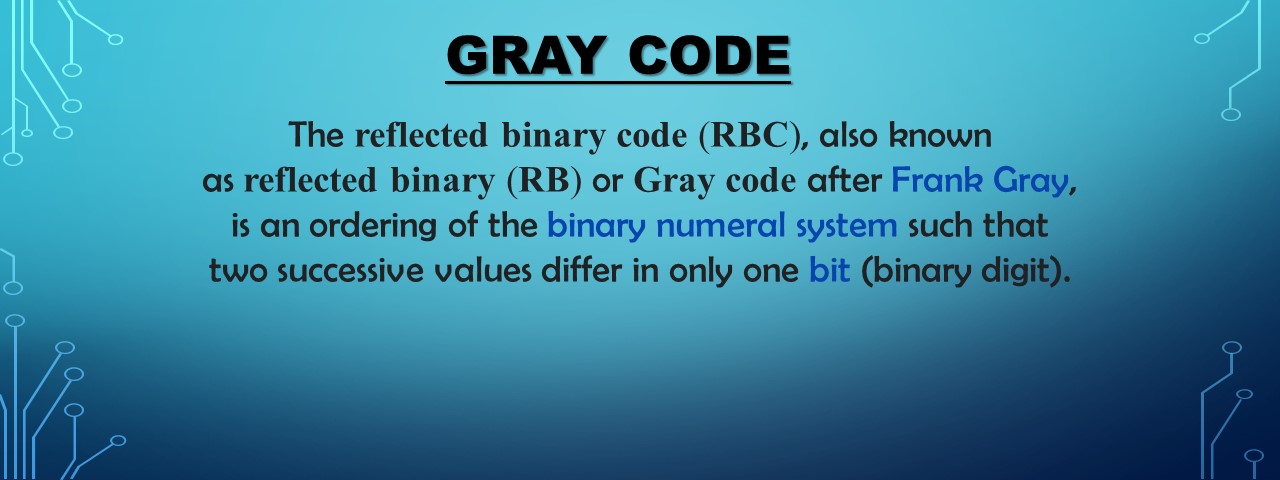 GRAY CODE
The reflected binary code (RBC), also known
as reflected binary (RB) or Gray code after Frank Gray,
is an ordering of the binary numeral system such that
two successive values differ in only one bit (binary digit).